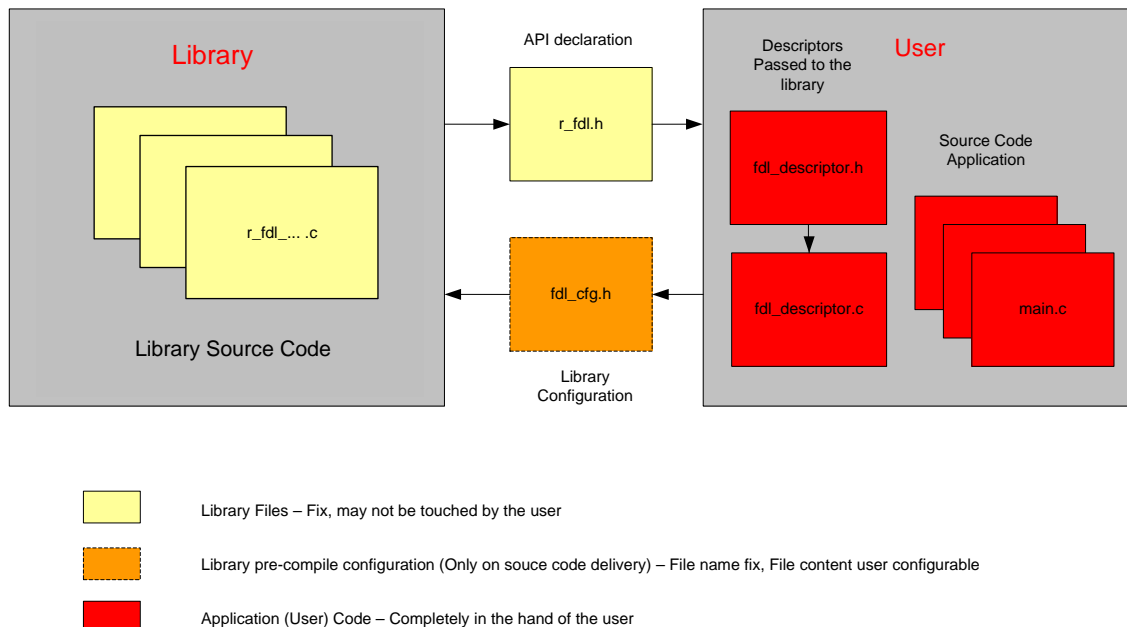 Library
r_fdl_... .c
Library Source Code
API declaration
r_fdl.h
fdl_cfg.h
Library
Configuration
User
Descriptors
Passed to the
library
fdl_descriptor.h
fdl_descriptor.c
Source Code
Application
main.c
Library Files – Fix, may not be touched by the user
Library pre-compile configuration (Only on souce code delivery) – File name fix, File content user configurable
Application (User) Code – Completely in the hand of the user